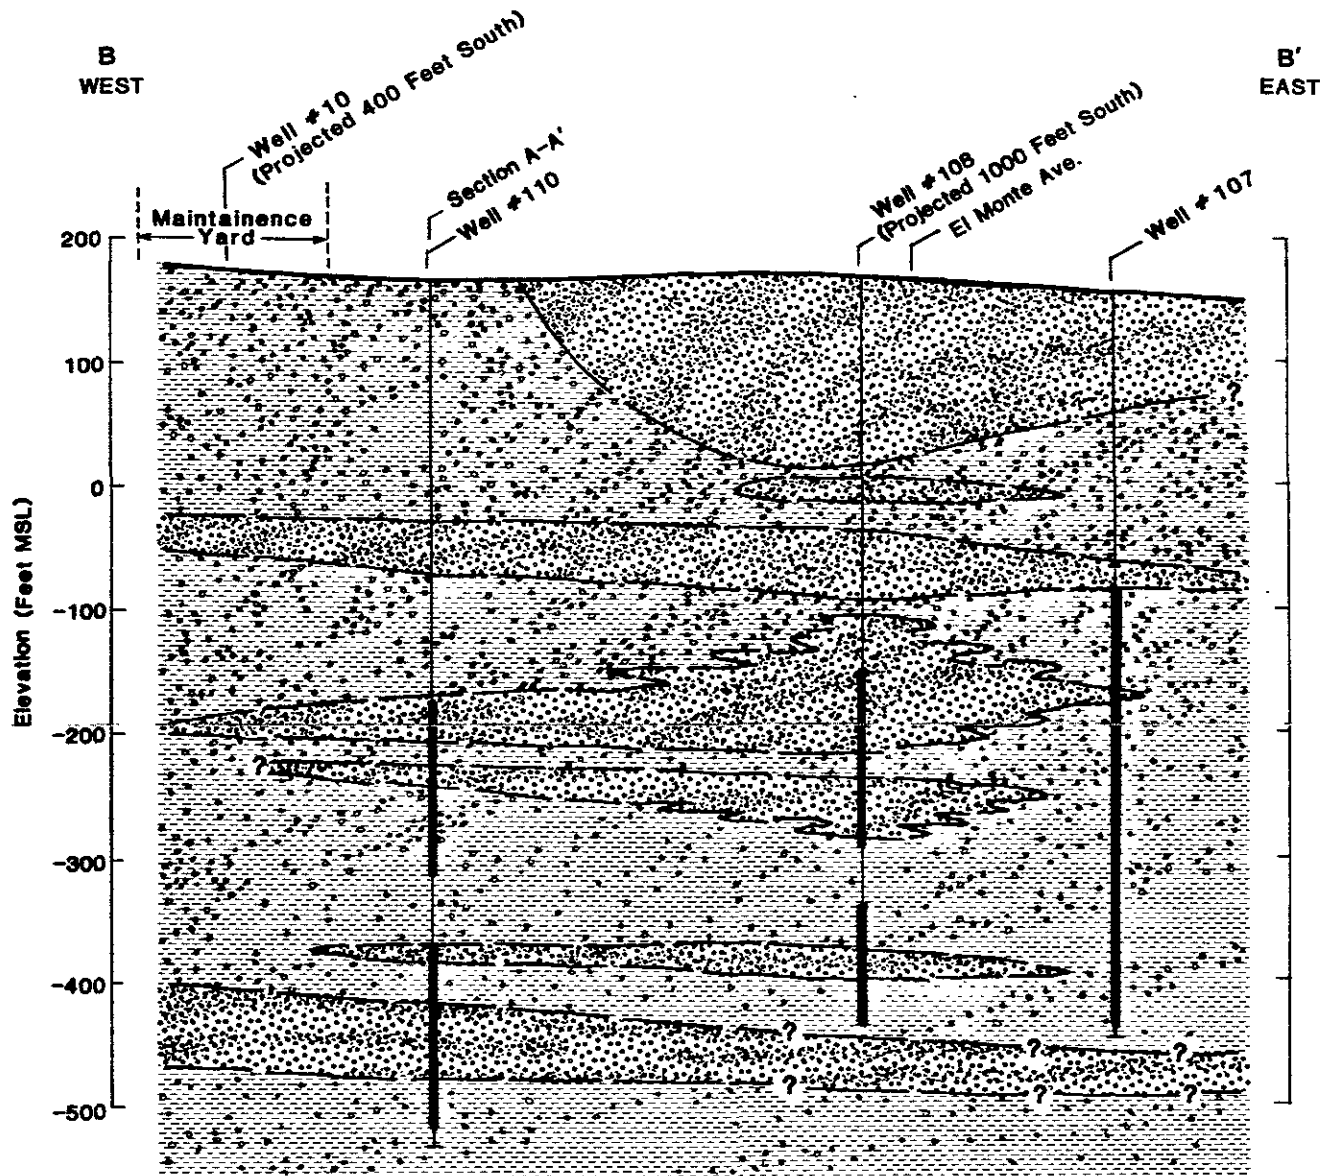 B
WEST
Well #10
(Projected 400 Feet South)
Section A-A'
Well #110
Well #108
(Projected 1000 Feet South)
El Monte Ave.
Well #107
B'
EAST
Maintainence
Yard
200
100
0
-100
-200
-300
-400
-500
Elevation (Feet MSL)
?
?
?
?
?
?
?
?